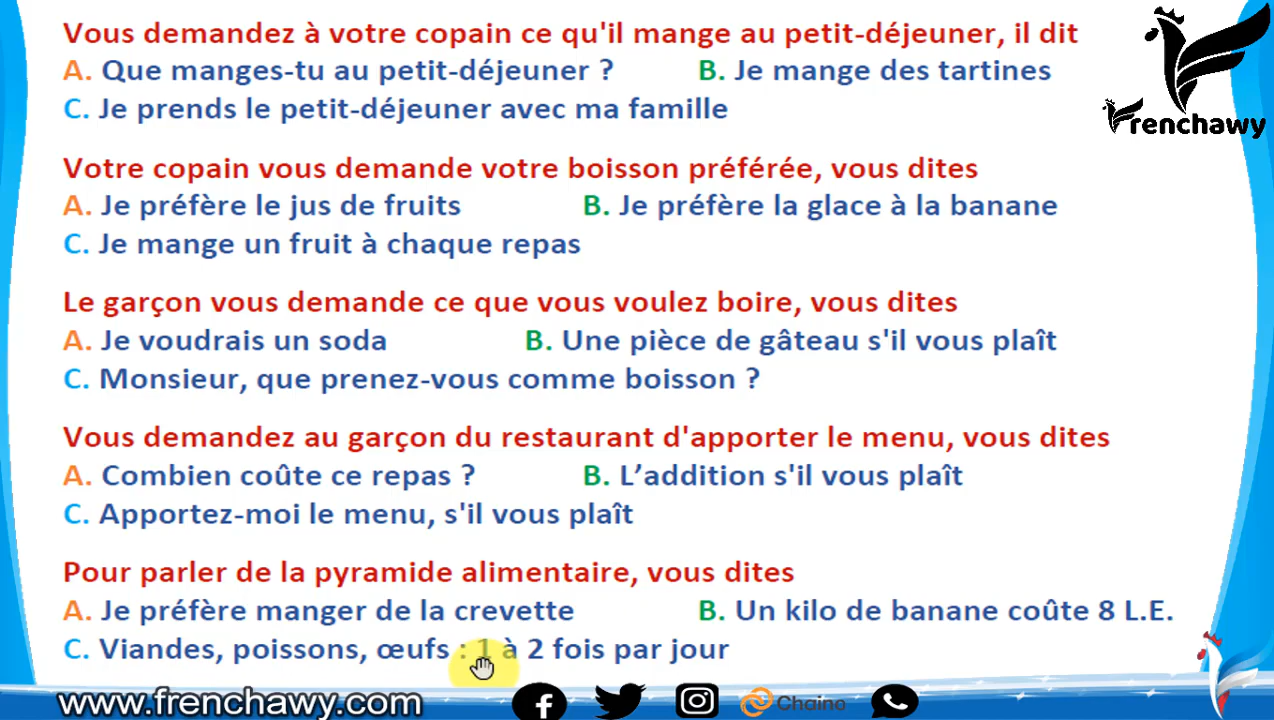 Vous demandez à votre copain ce qu'il mange au petit-déjeuner, il dit
A. Que manges-tu au petit-déjeuner ? B. Je mange des tartines
C. Je prends le petit-déjeuner avec ma famille
Frenchawy
Frenchawy
Votre copain vous demande votre boisson préférée, vous dites
A. Je préfère le jus de fruits B. Je préfère la glace à la banane
C. Je mange un fruit à chaque repas
Le garçon vous demande ce que vous voulez boire, vous dites
A. Je voudrais un soda B. Une pièce de gâteau s'il vous plaît
C. Monsieur, que prenez-vous comme boisson ?
Vous demandez au garçon du restaurant d'apporter le menu, vous dites
A. Combien coûte ce repas ? B. L’addition s'il vous plaît
C. Apportez-moi le menu, s'il vous plaît
Pour parler de la pyramide alimentaire, vous dites
A. Je préfère manger de la crevette B. Un kilo de banane coûte 8 L.E.
C. Viandes, poissons, œufs : 1 à 2 fois par jour
www.frenchawy.com Chaino